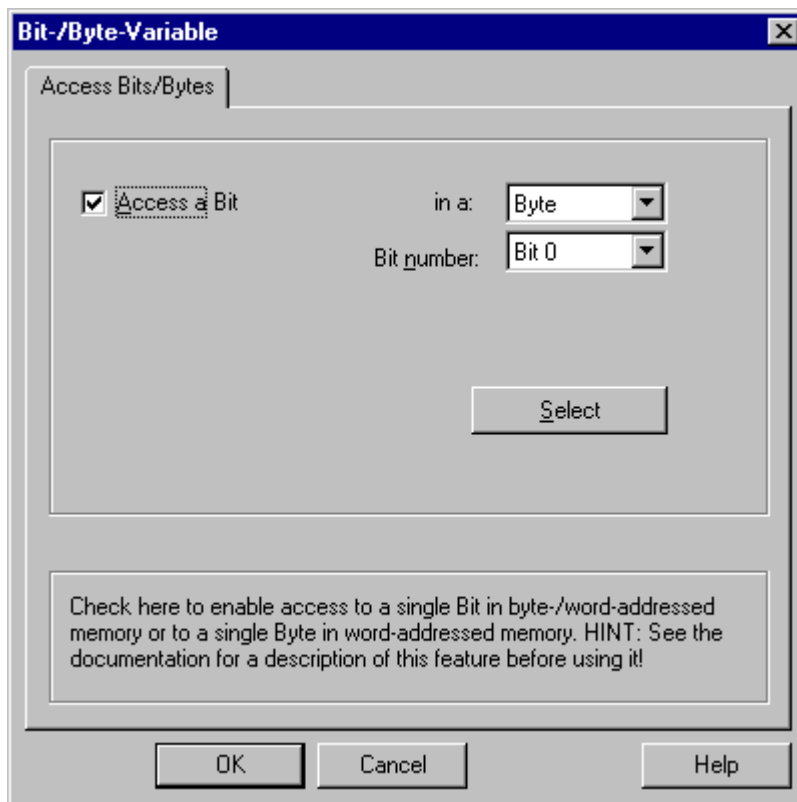 Bit-/Byte-Variable
Access Bits/Bytes
Access a Bit in a: Byte
Bit number: Bit 0
Select
Check here to enable access to a single Bit in byte-/word-addressed
memory or to a single Byte in word-addressed memory. HINT: See the
documentation for a description of this feature before using it!
OK Cancel Help